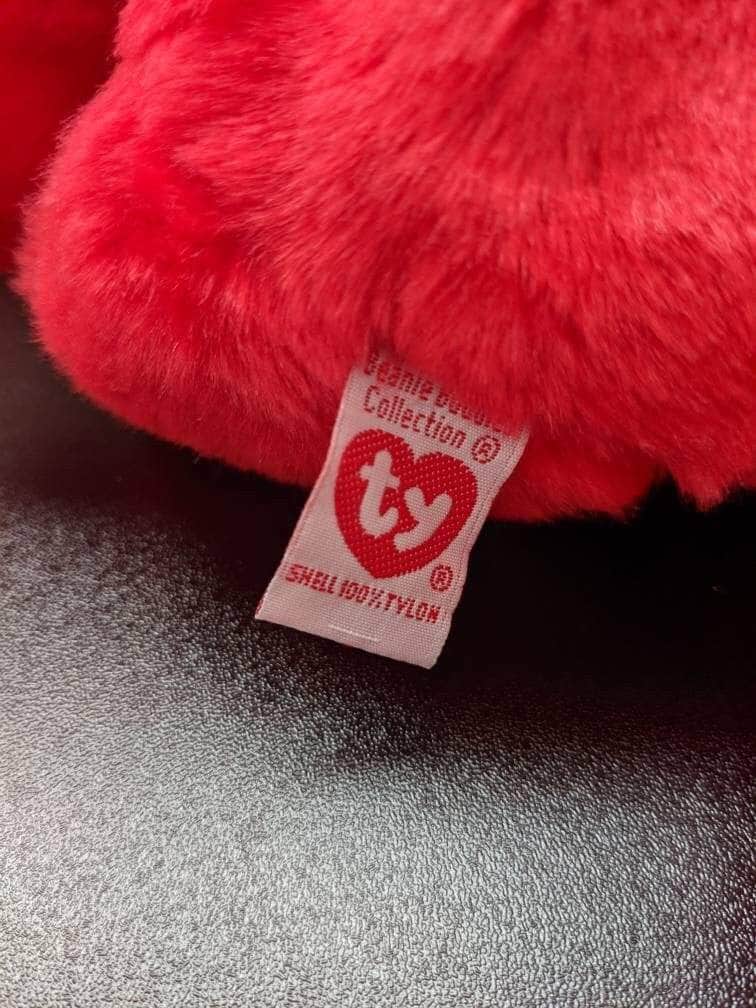 Beanie
Collection ®
ty
®
SHELL 100% TYLON